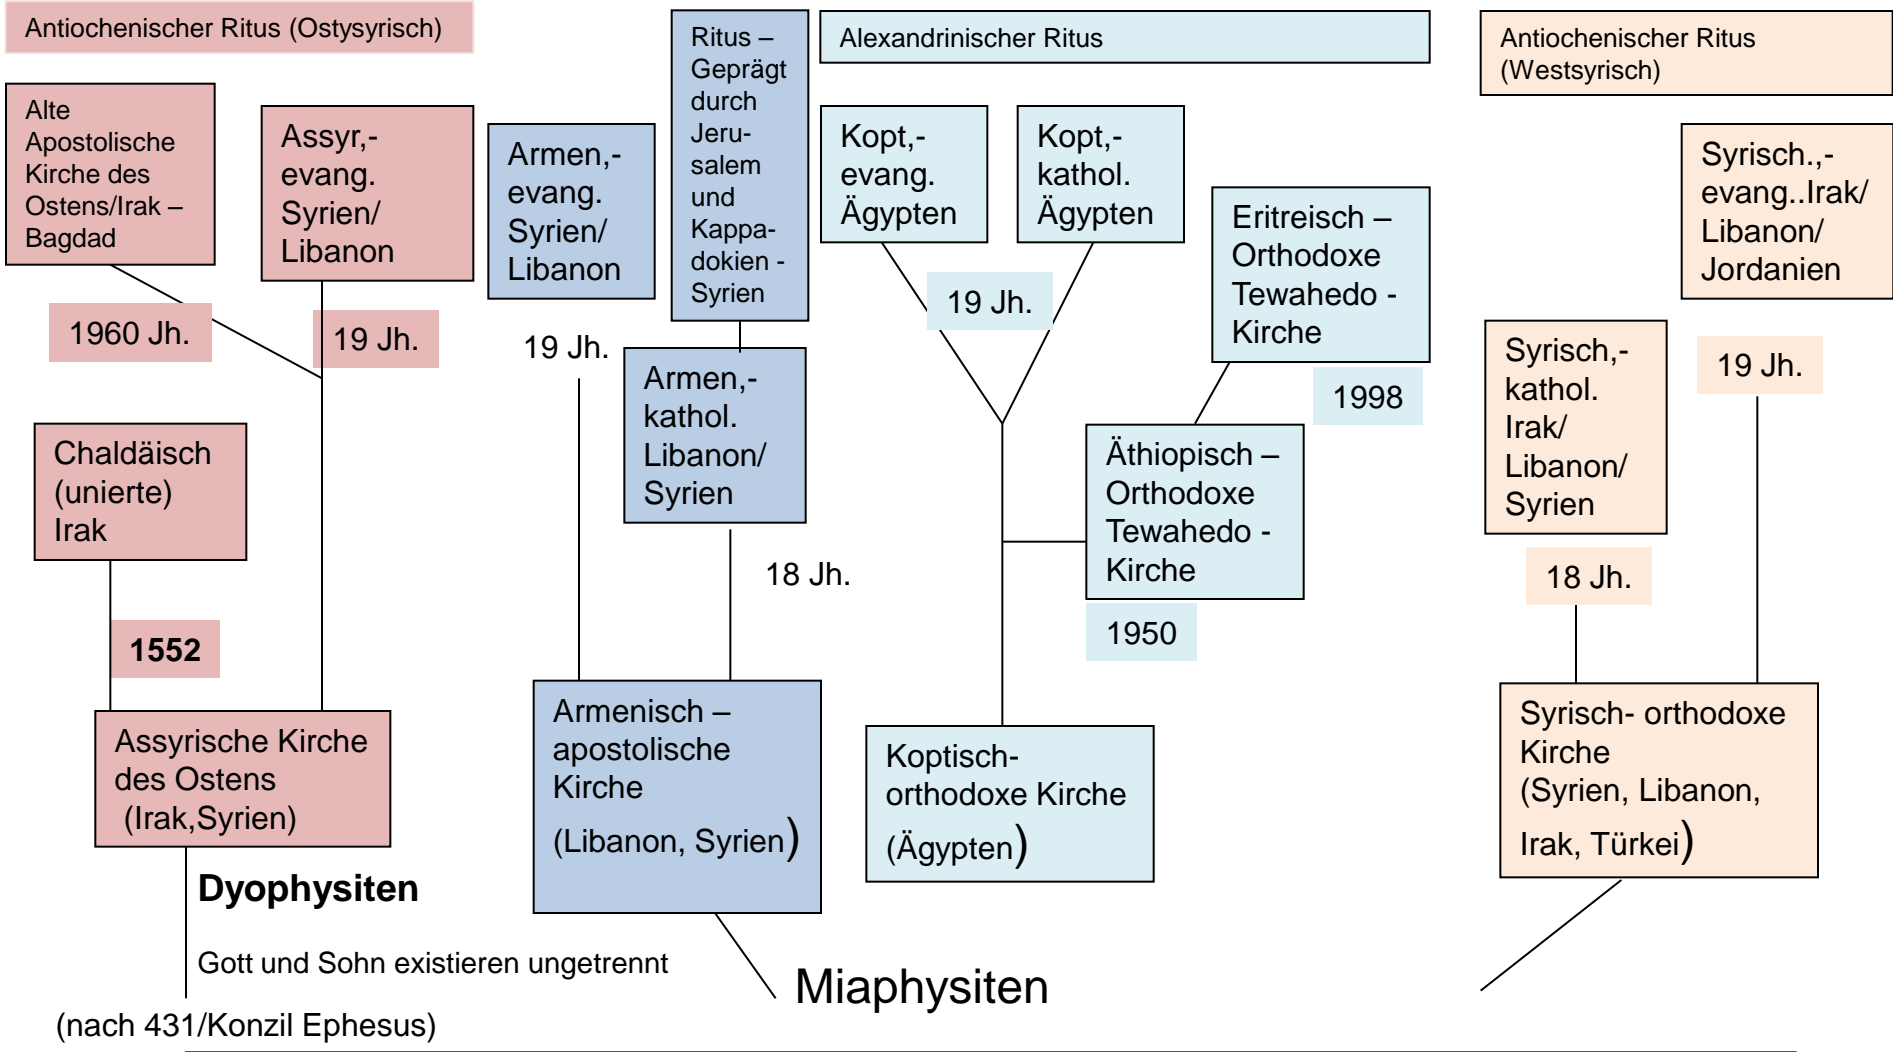 Antiochenischer Ritus (Ostysyrisch)
Ritus –
Geprägt
durch
Jeru-
salem
und
Kappa-
dokien -
Syrien
Alexandrinischer Ritus
Antiochenischer Ritus
(Westsyrisch)
Alte
Apostolische
Kirche des
Ostens/Irak –
Bagdad
Assyr,-
evang.
Syrien/
Libanon
Armen,-
evang.
Syrien/
Libanon
Kopt,-
evang.
Ägypten
Kopt,-
kathol.
Ägypten
Eritreisch –
Orthodoxe
Tewahedo -
Kirche
Syrisch.,-
evang..Irak/
Libanon/
Jordanien
1960 Jh.
19 Jh.
19 Jh.
19 Jh.
1998
19 Jh.
Chaldäisch
(unierte)
Irak
Armen,-
kathol.
Libanon/
Syrien
Äthiopisch –
Orthodoxe
Tewahedo -
Kirche
Syrisch,-
kathol.
Irak/
Libanon/
Syrien
1552
18 Jh.
1950
18 Jh.
Assyrische Kirche
des Ostens
(Irak,Syrien)
Armenisch –
apostolische
Kirche
(Libanon, Syrien)
Koptisch-
orthodoxe Kirche
(Ägypten)
Syrisch- orthodoxe
Kirche
(Syrien, Libanon,
Irak, Türkei)
Dyophysiten
Gott und Sohn existieren ungetrennt
Miaphysiten
(nach 431/Konzil Ephesus)